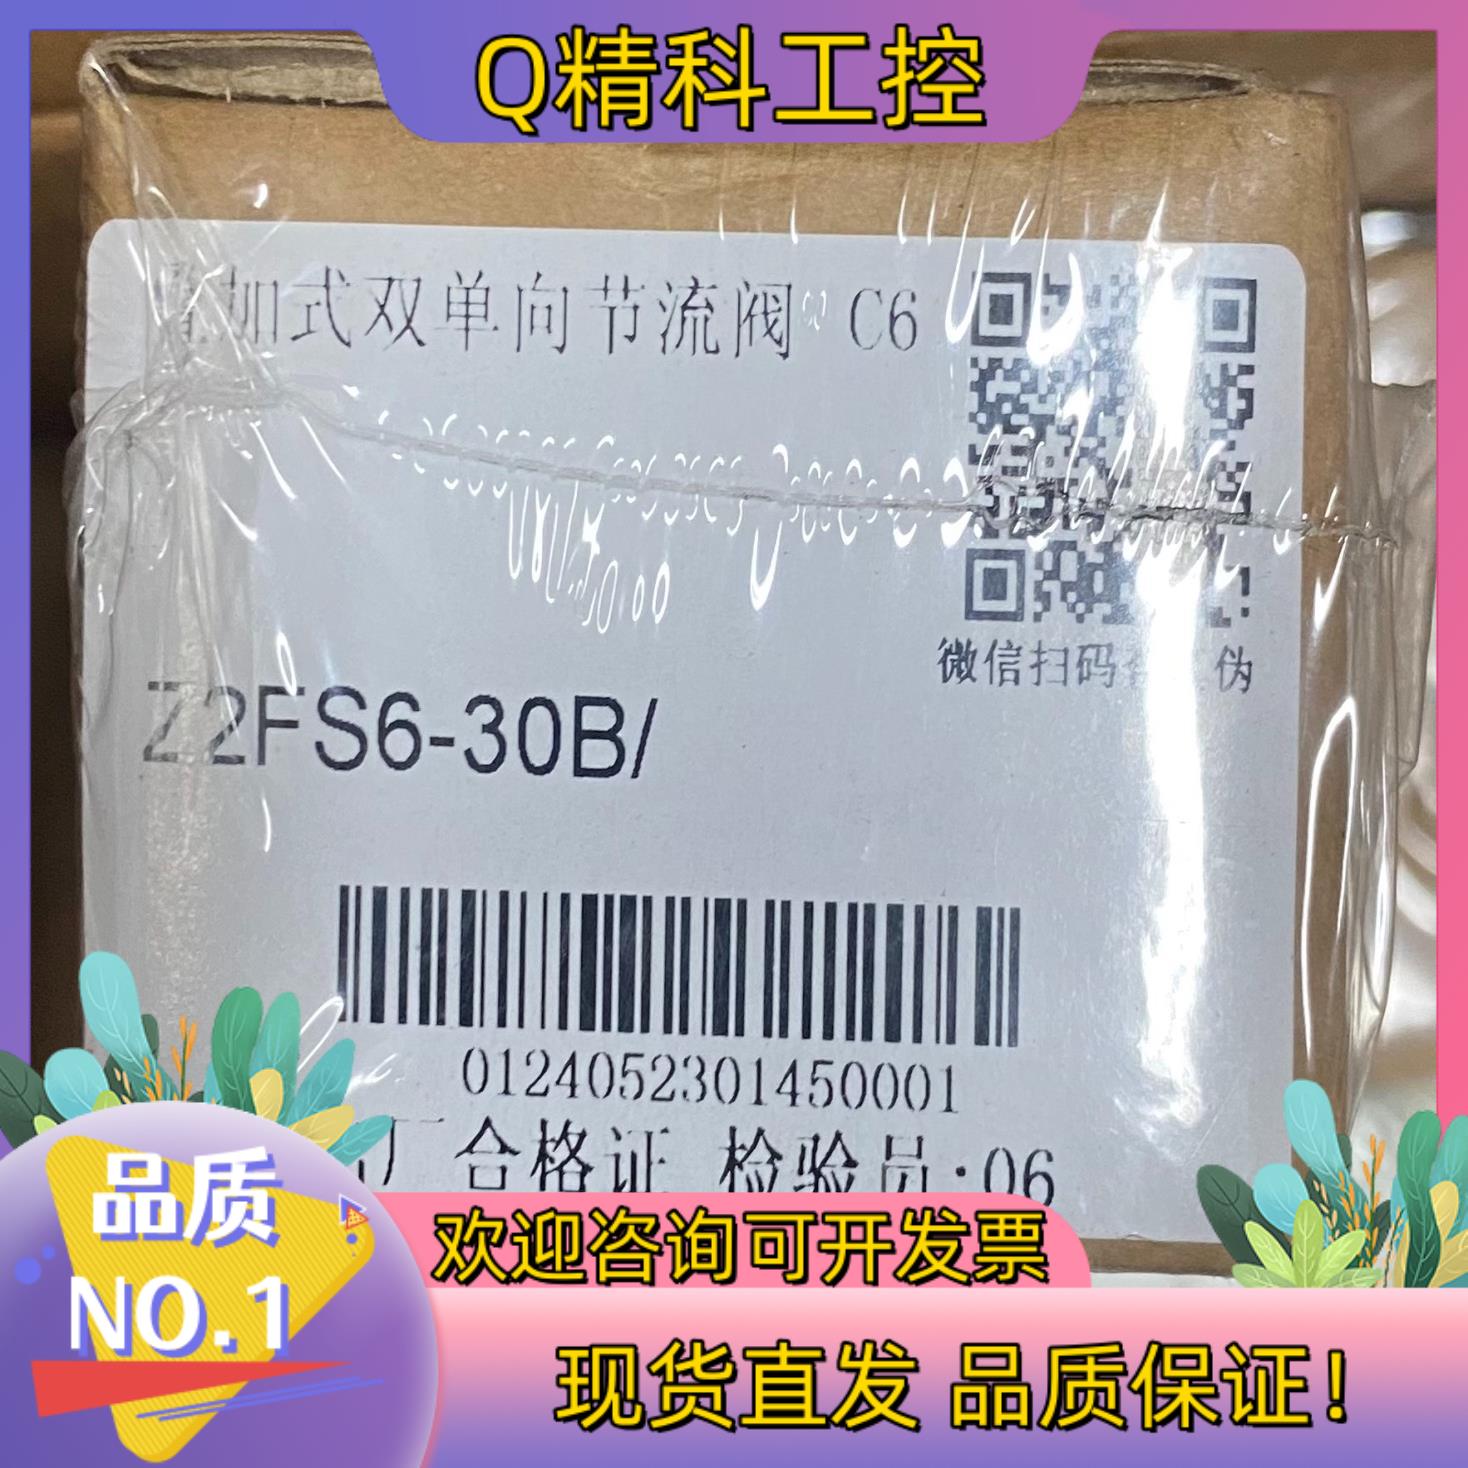 Q精科工控
加式双单向节流阀 C6
微信扫码 伪
Z2FS6-30B/
0124052301450001
厂 合格证 检验员:06
品质
NO.1
欢迎咨询可开发票
现货直发 品质保证!